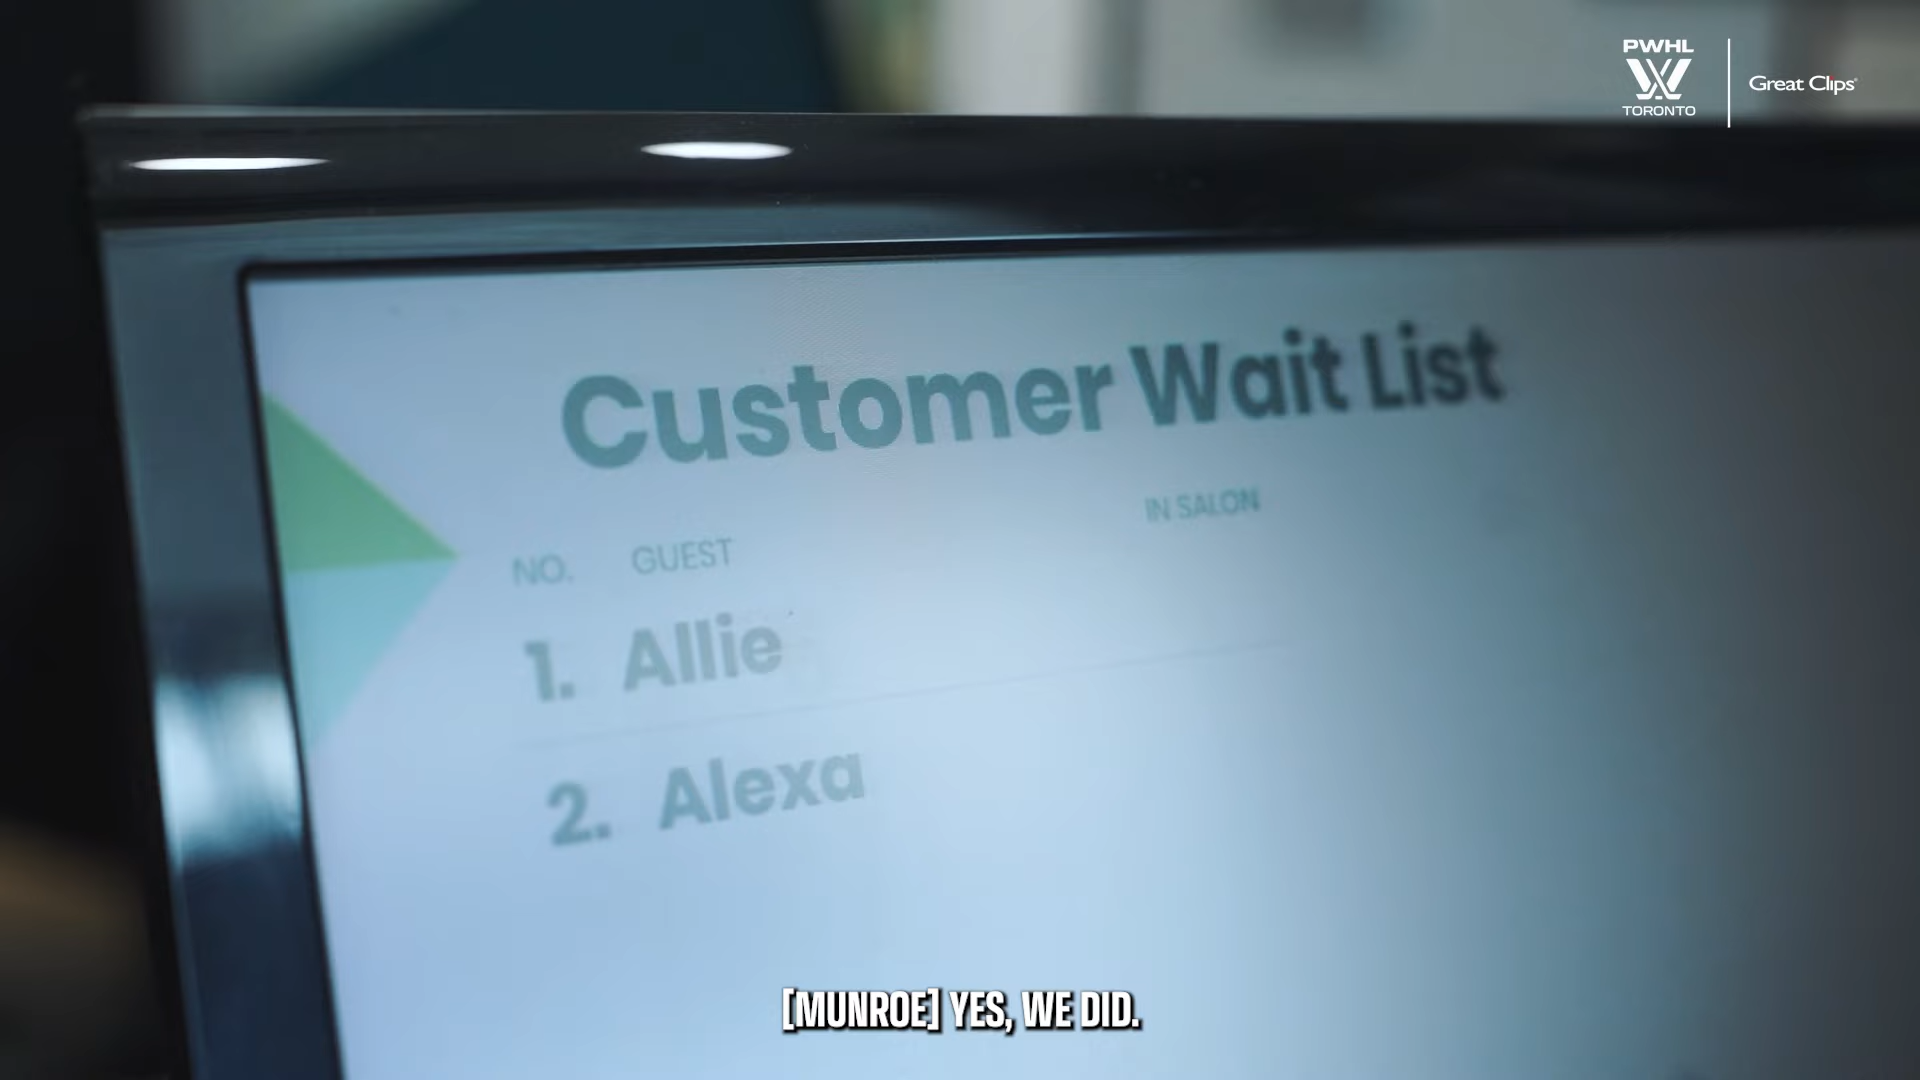 PWHL
TORONTO
Great Clips
Customer Wait List
IN SALON
NO. GUEST
1. Allie
2. Alexa
[MUNROE] YES, WE DID.